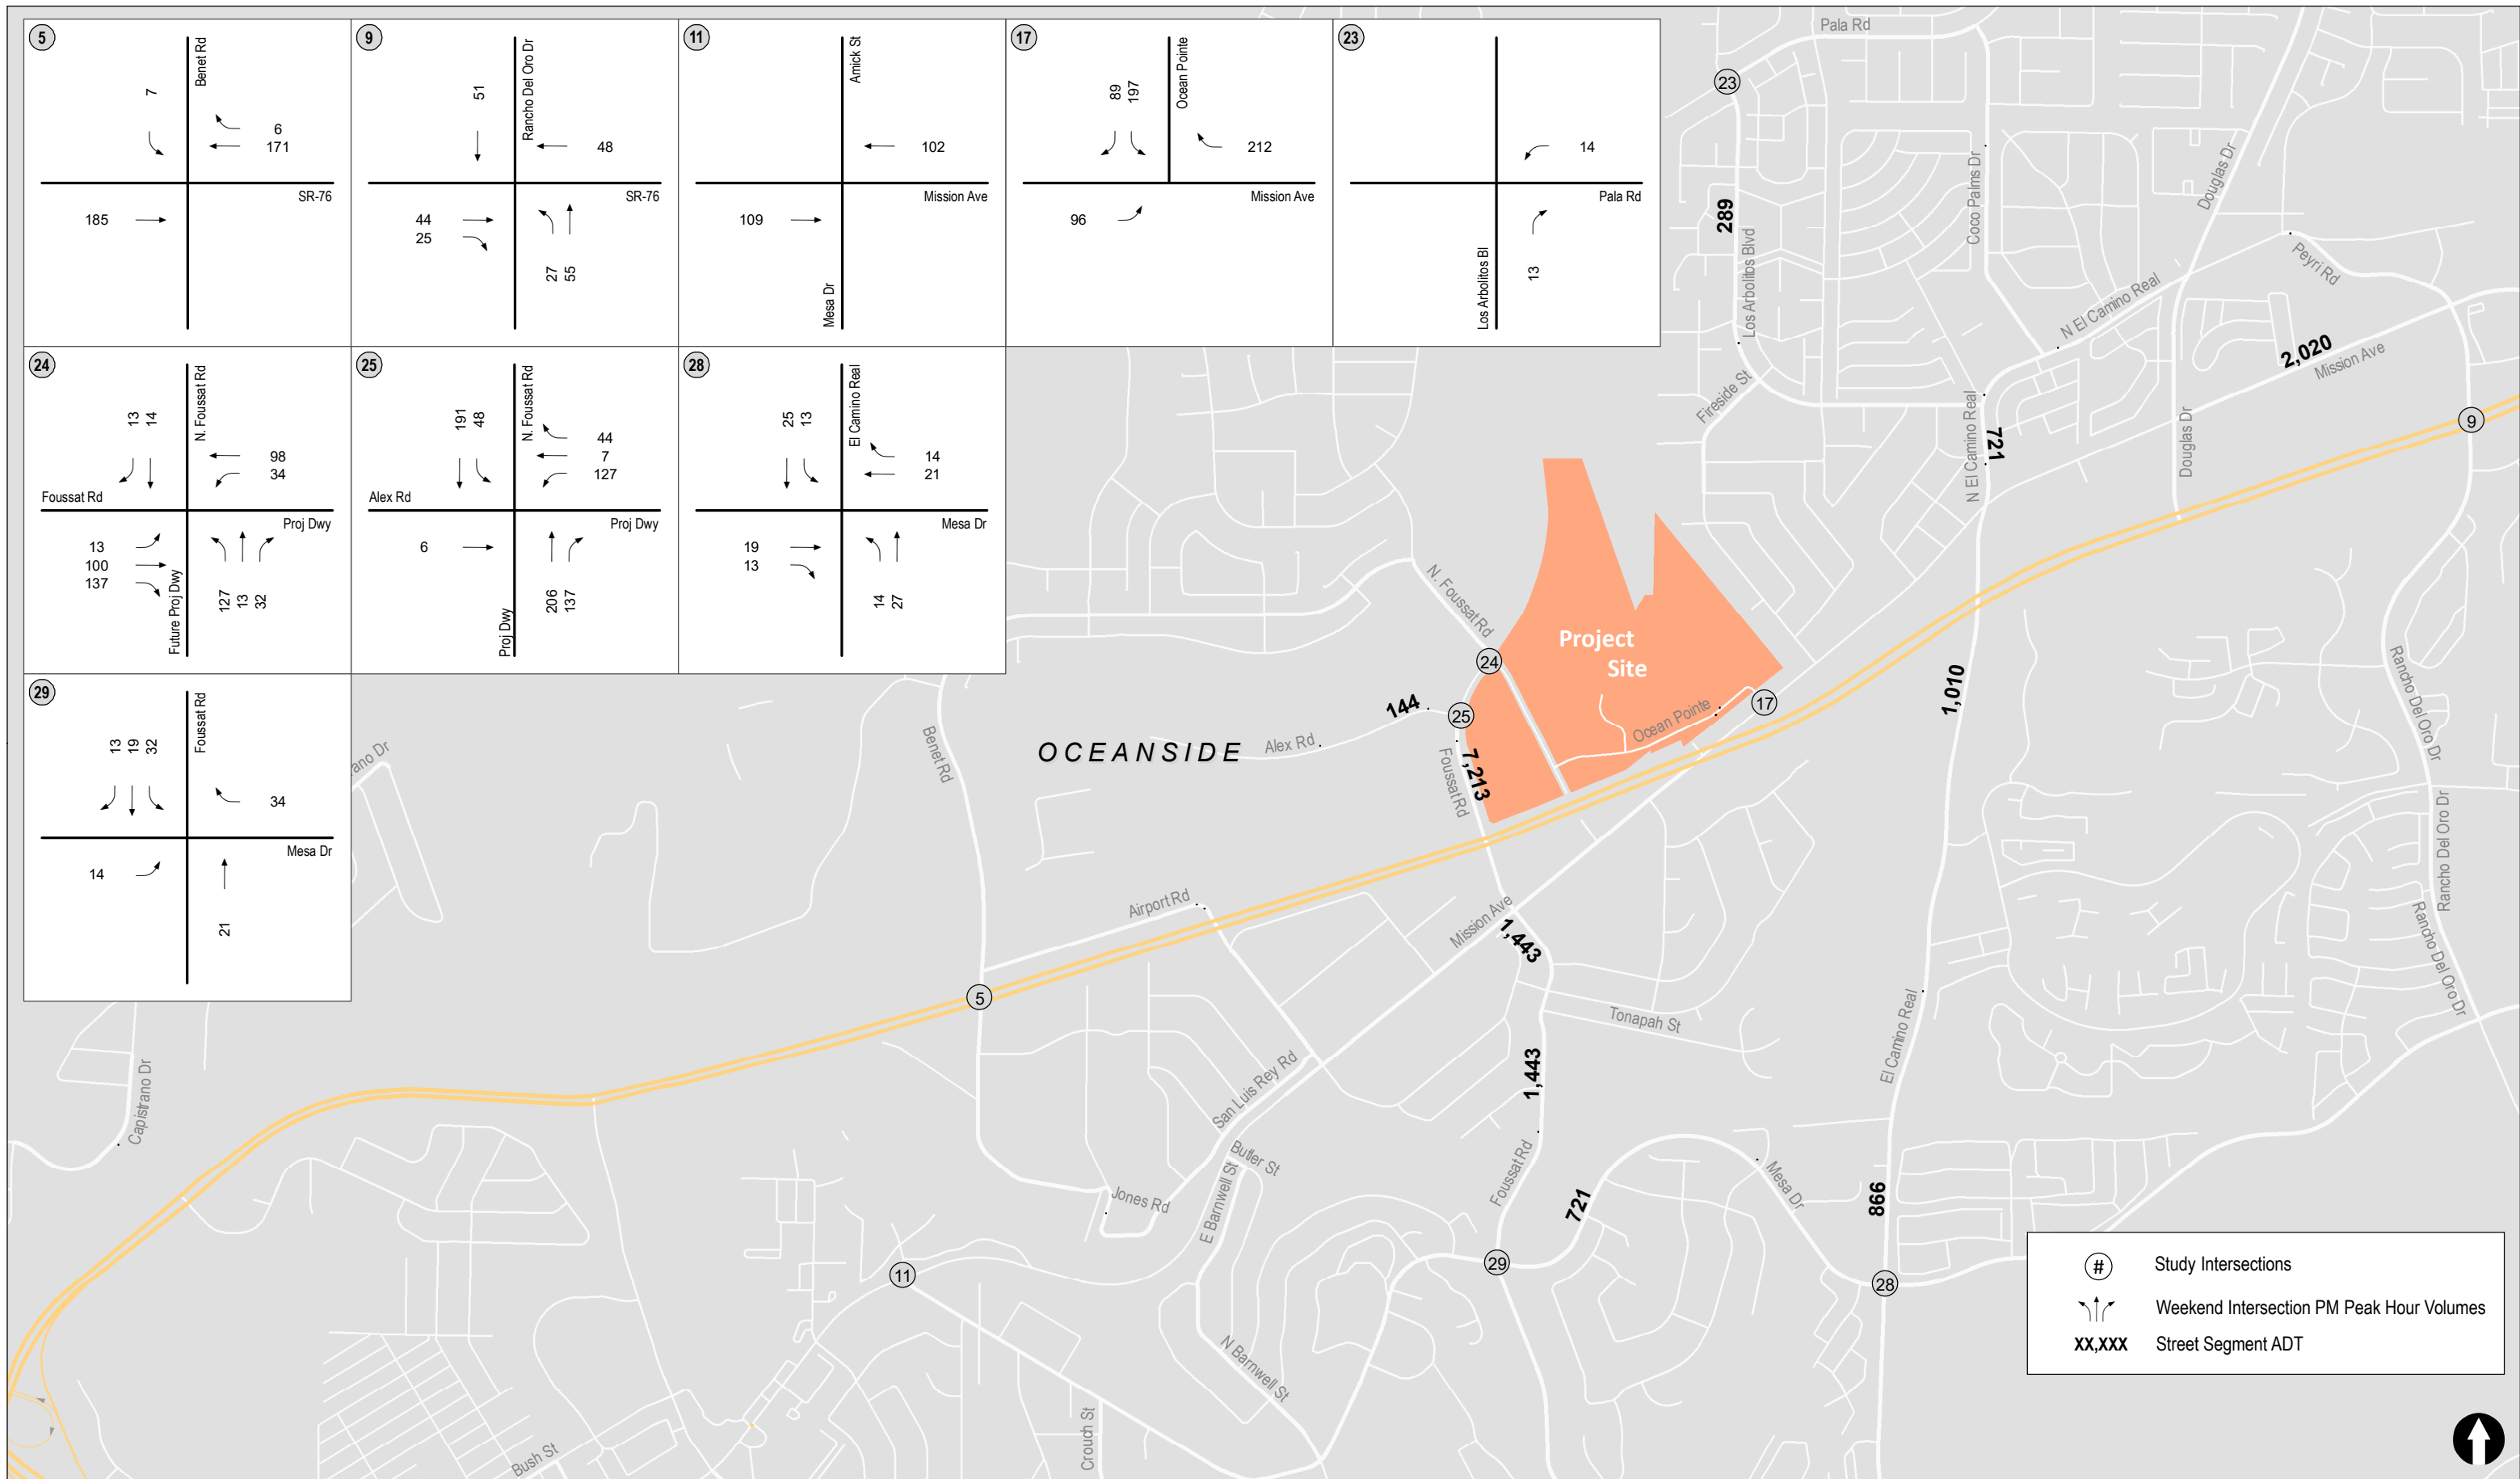 5
Benet Rd
7
6
171
SR-76
185
9
Rancho Del Oro Dr
51
48
SR-76
44
25
27
55
11
Amick St
102
Mission Ave
109
Mesa Dr
17
Ocean Pointe
89
197
212
Mission Ave
96
23
14
Pala Rd
Los Arbolitos Bl
13
24
N. Foussat Rd
13
14
98
34
Foussat Rd
Proj Dwy
13
100
137
Future Proj Dwy
127
13
32
25
N. Foussat Rd
191
48
44
7
127
Alex Rd
Proj Dwy
6
Proj Dwy
206
137
28
El Camino Real
25
13
14
21
Mesa Dr
19
13
14
27
29
Foussat Rd
13
19
32
34
Mesa Dr
14
21
Pala Rd
23
289
Los Arbolitos Blvd
Coco Palms Dr
Douglas Dr
Peyri Rd
N El Camino Real
2,020
Mission Ave
Fireside St
N El Camino Real
721
Douglas Dr
9
N. Foussat Rd
Project
Site
24
17
25
144
Ocean Pointe
Alex Rd
OCEANSIDE
Foussat Rd
7,213
1,010
Rancho Del Oro Dr
Rancho Del Oro Dr
Rancho Del Oro Dr
Benet Rd
ano Dr
Airport Rd
Mission Ave
1,443
5
Tonapah St
El Camino Real
1,443
San Luis Rey Rd
Capistrano Dr
Butler St
Foussat Rd
Jones Rd
E Barnwell St
721
Mesa Dr
866
11
29
28
N Barnwell St
Crouch St
Bush St
# Study Intersections
Weekend Intersection PM Peak Hour Volumes
XX,XXX Street Segment ADT